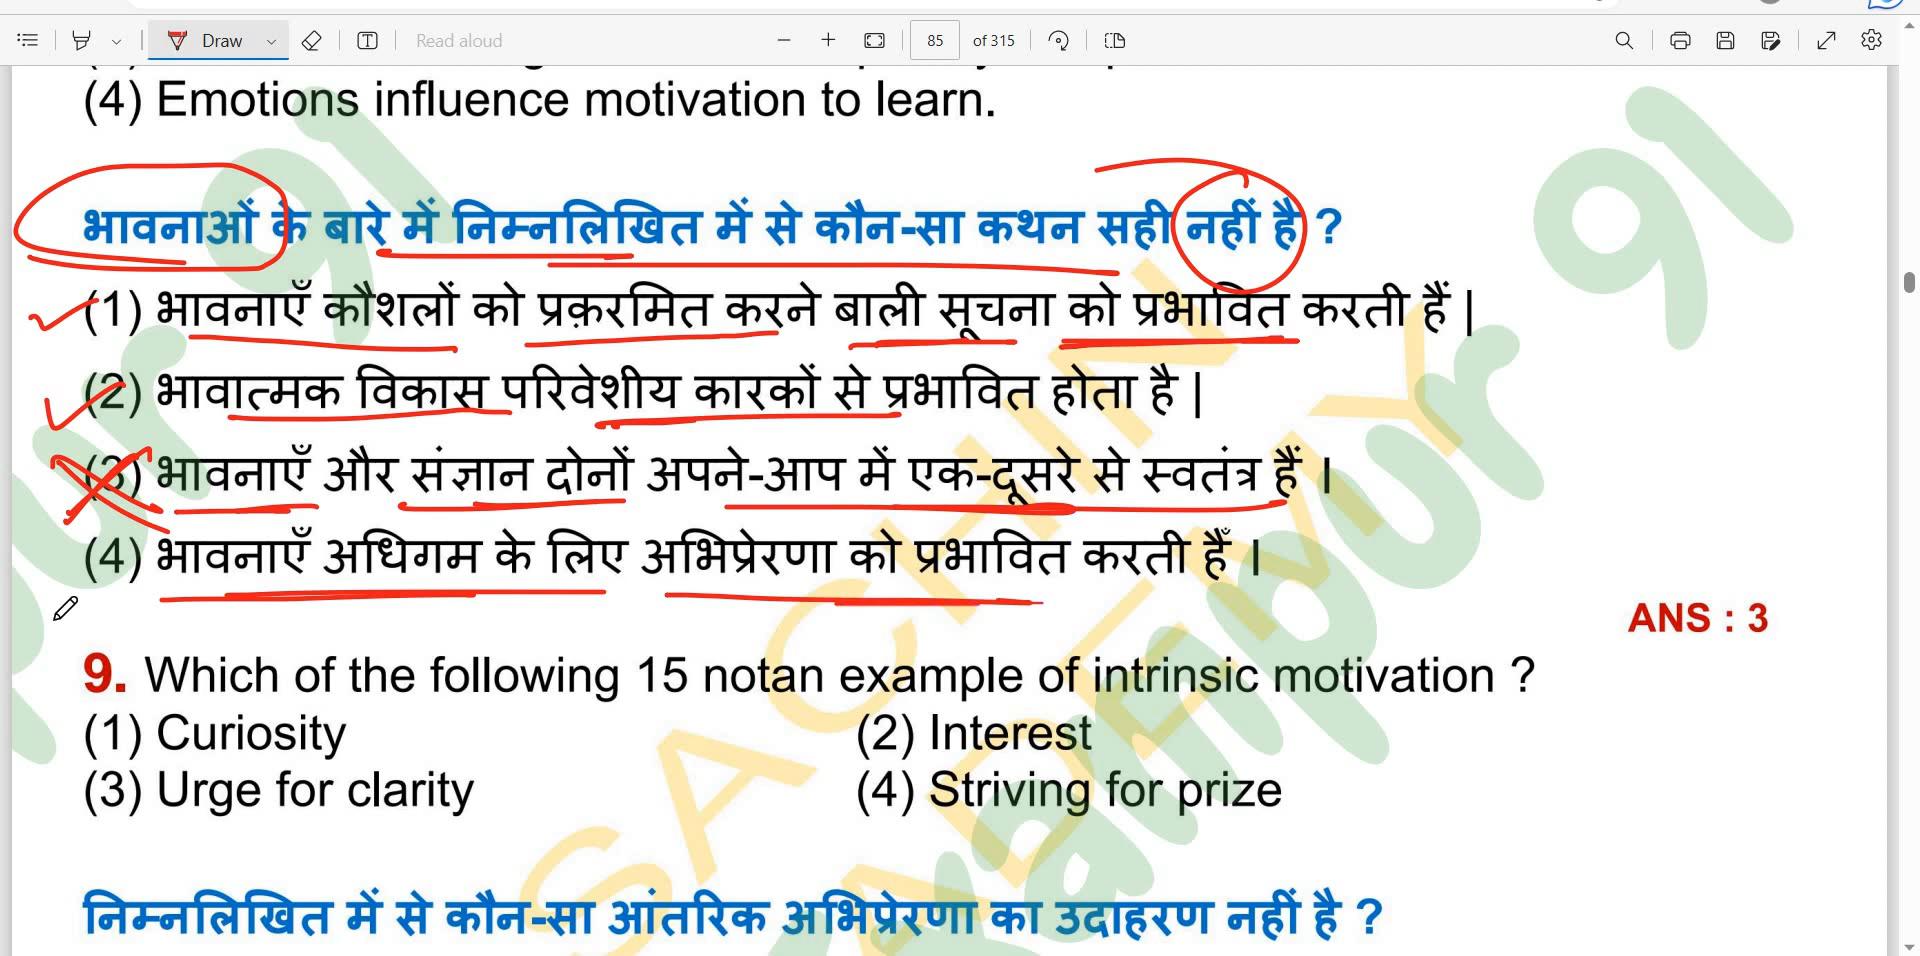 Draw
Read aloud
85 of 315
(4) Emotions influence motivation to learn.
भावनाओं के बारे में निम्नलिखित में से कौन-सा कथन सही नहीं है ?
(1) भावनाएँ कौशलों को प्रक़रमित करने बाली सूचना को प्रभावित करती हैं |
(2) भावात्मक विकास परिवेशीय कारकों से प्रभावित होता है |
(3) भावनाएँ और संज्ञान दोनों अपने-आप में एक-दूसरे से स्वतंत्र हैं ।
(4) भावनाएँ अधिगम के लिए अभिप्रेरणा को प्रभावित करती हैँ ।
ANS : 3
9. Which of the following 15 notan example of intrinsic motivation ?
(1) Curiosity (2) Interest
(3) Urge for clarity (4) Striving for prize
निम्नलिखित में से कौन-सा आंतरिक अभिप्रेरणा का उदाहरण नहीं है ?
SACHIN